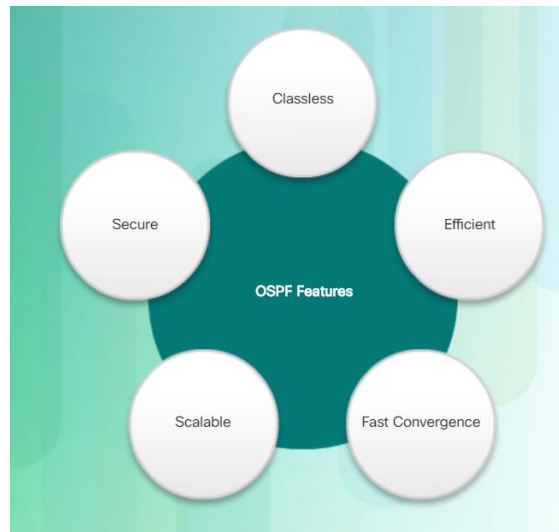 Classless
Secure
Efficient
OSPF Features
Scalable
Fast Convergence